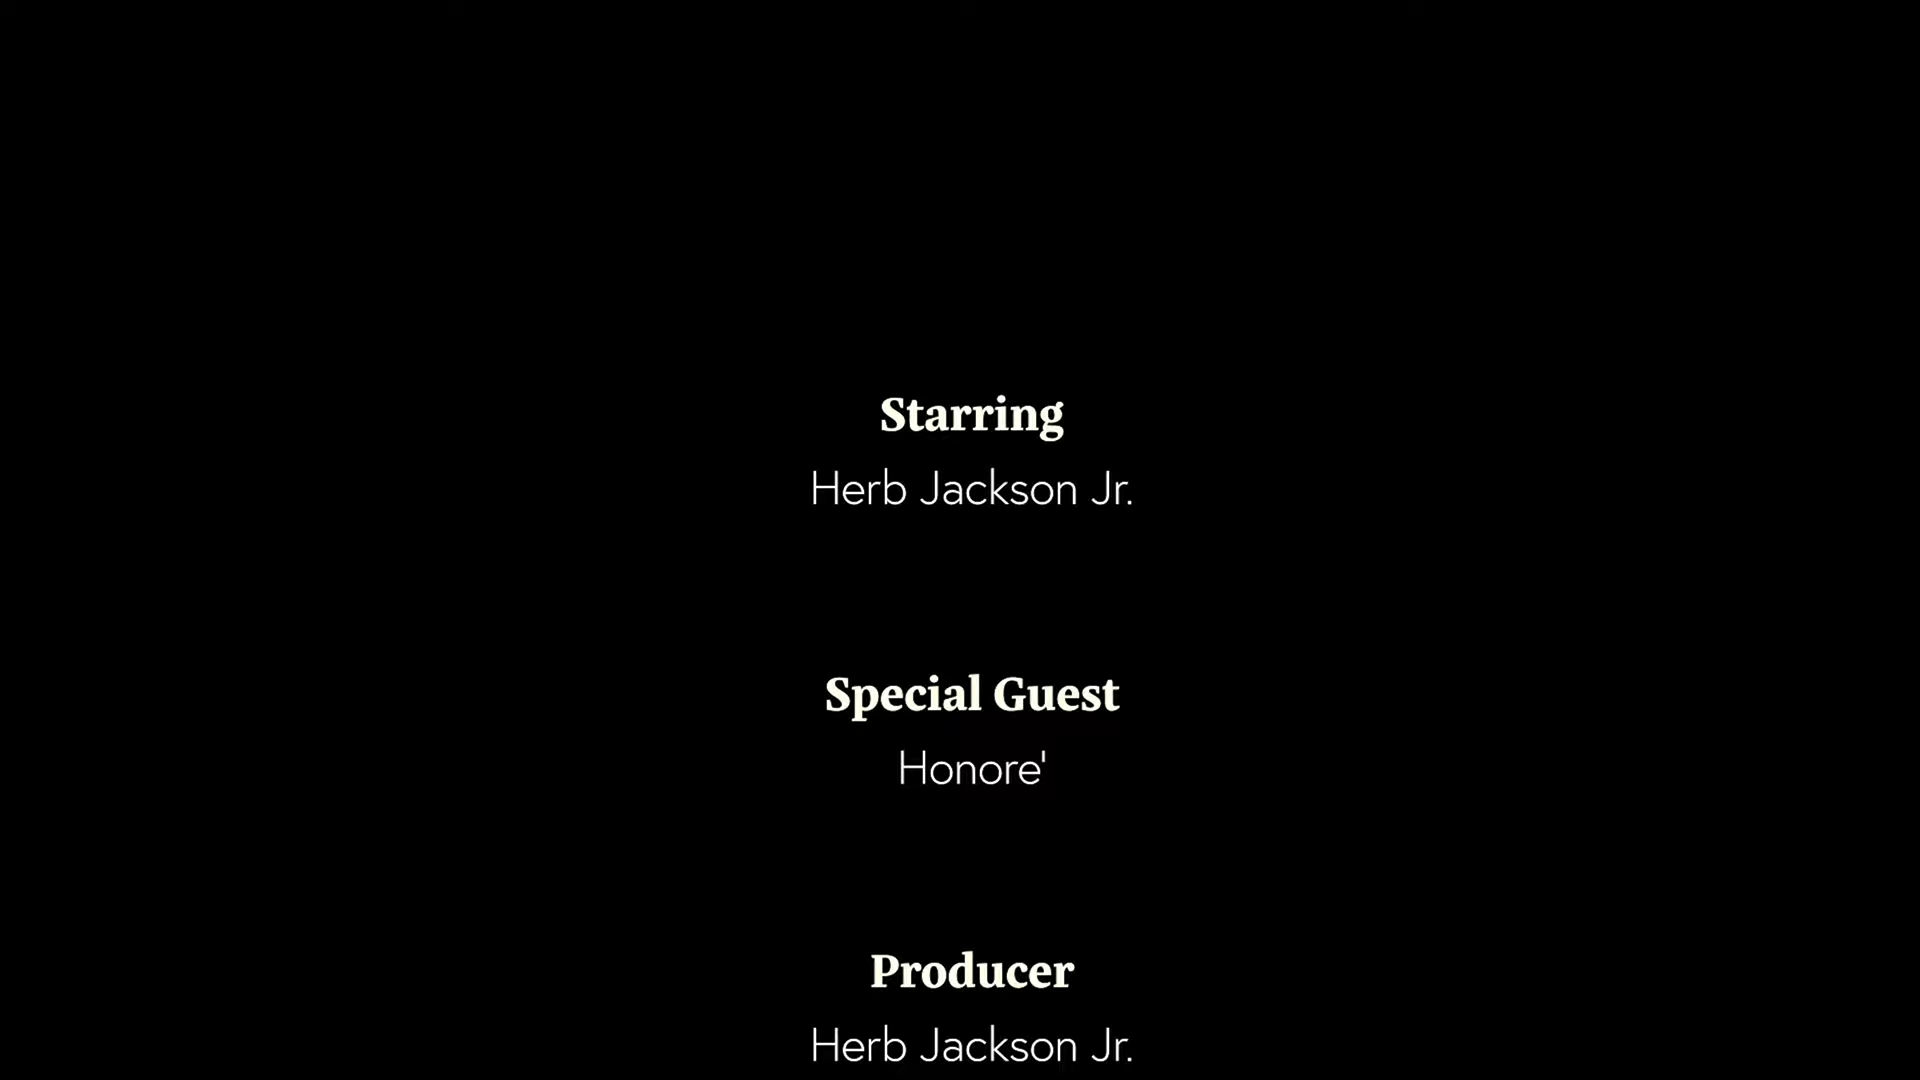 Starring
Herb Jackson Jr.
Special Guest
Honore'
Producer
Herb Jackson Jr.